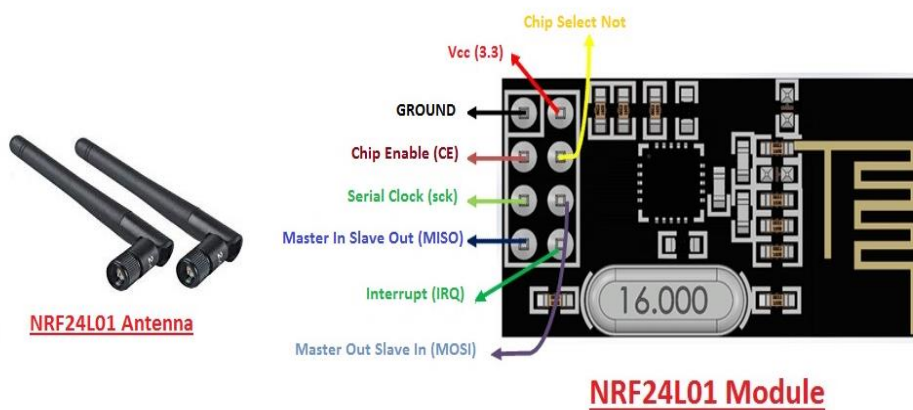 Chip Select Not
Vcc (3.3)
GROUND
Chip Enable (CE)
Serial Clock (sck)
Master In Slave Out (MISO)
Interrupt (IRQ)
Master Out Slave In (MOSI)
16.000
NRF24L01 Antenna
NRF24L01 Module